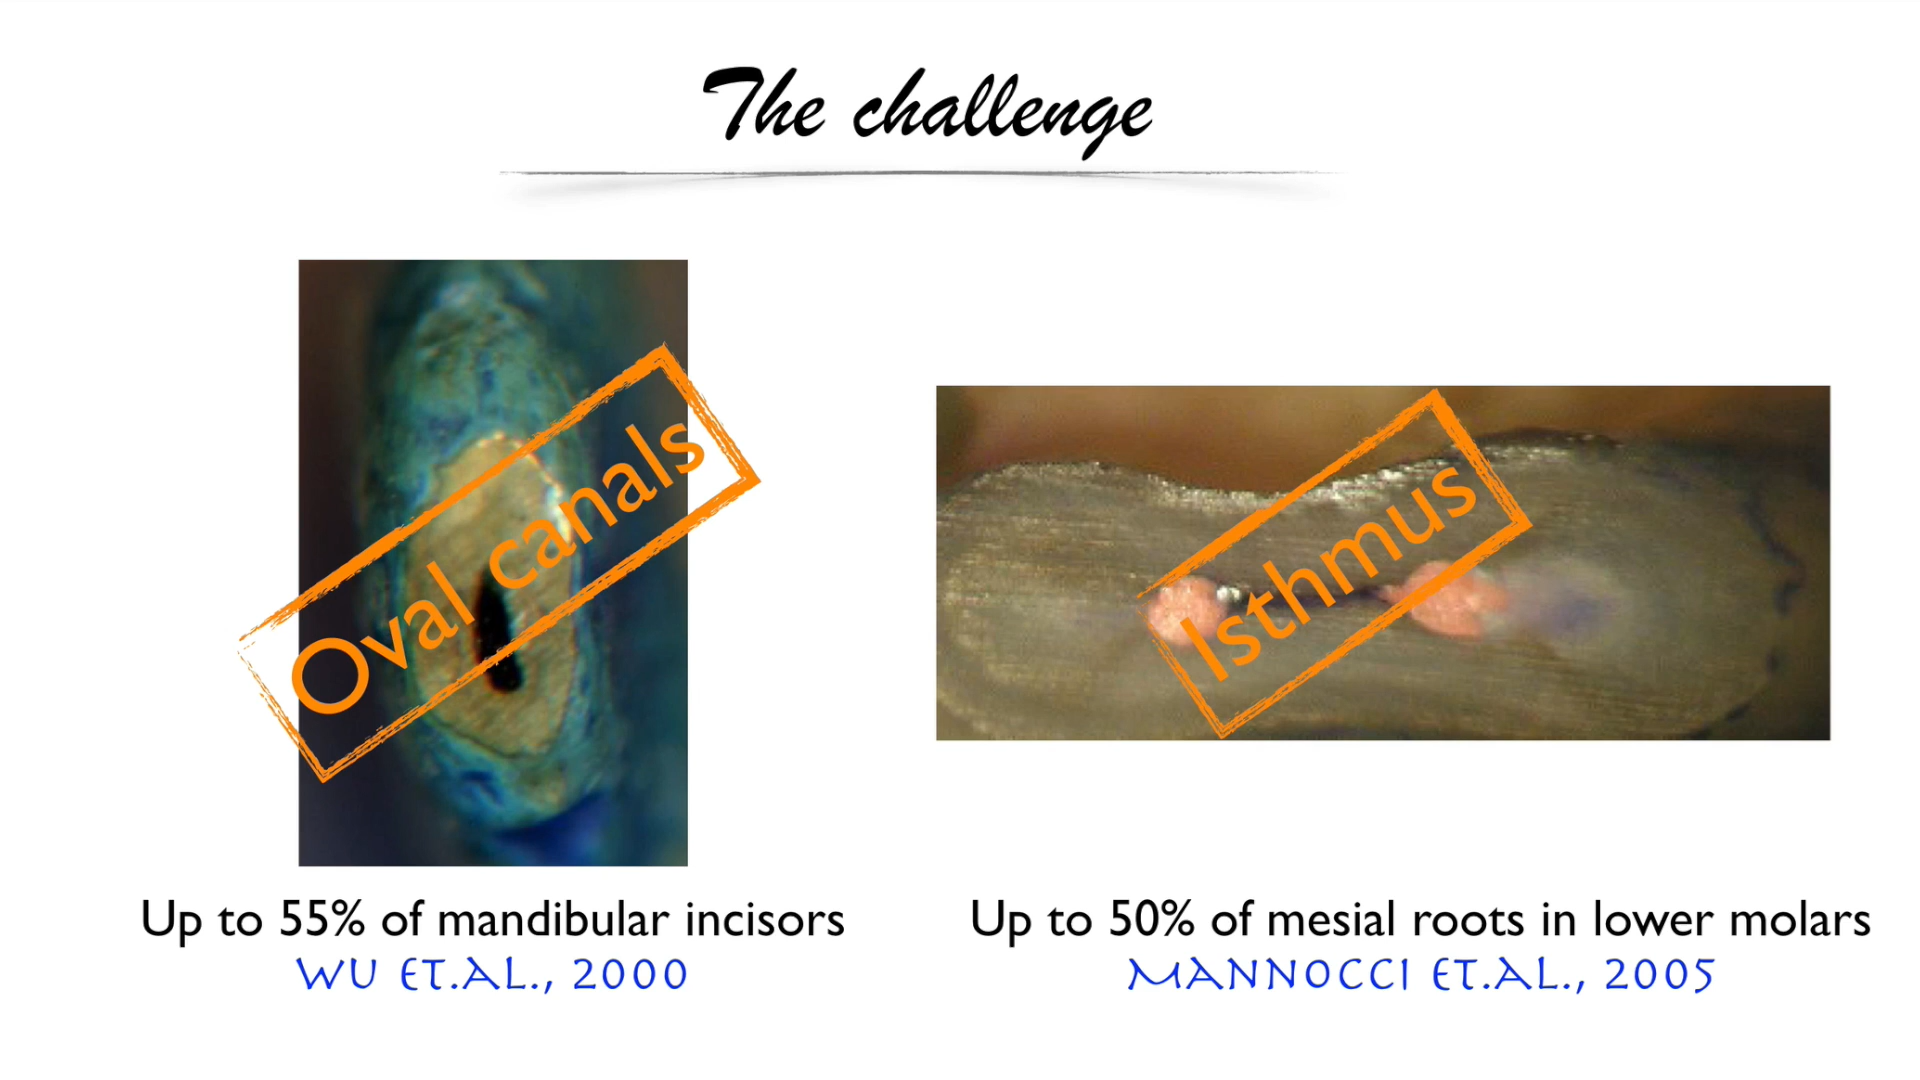 The challenge
Oval canals
Isthmus
Up to 55% of mandibular incisors
WU ET.AL., 2000
Up to 50% of mesial roots in lower molars
MANNOCCI ET.AL., 2005